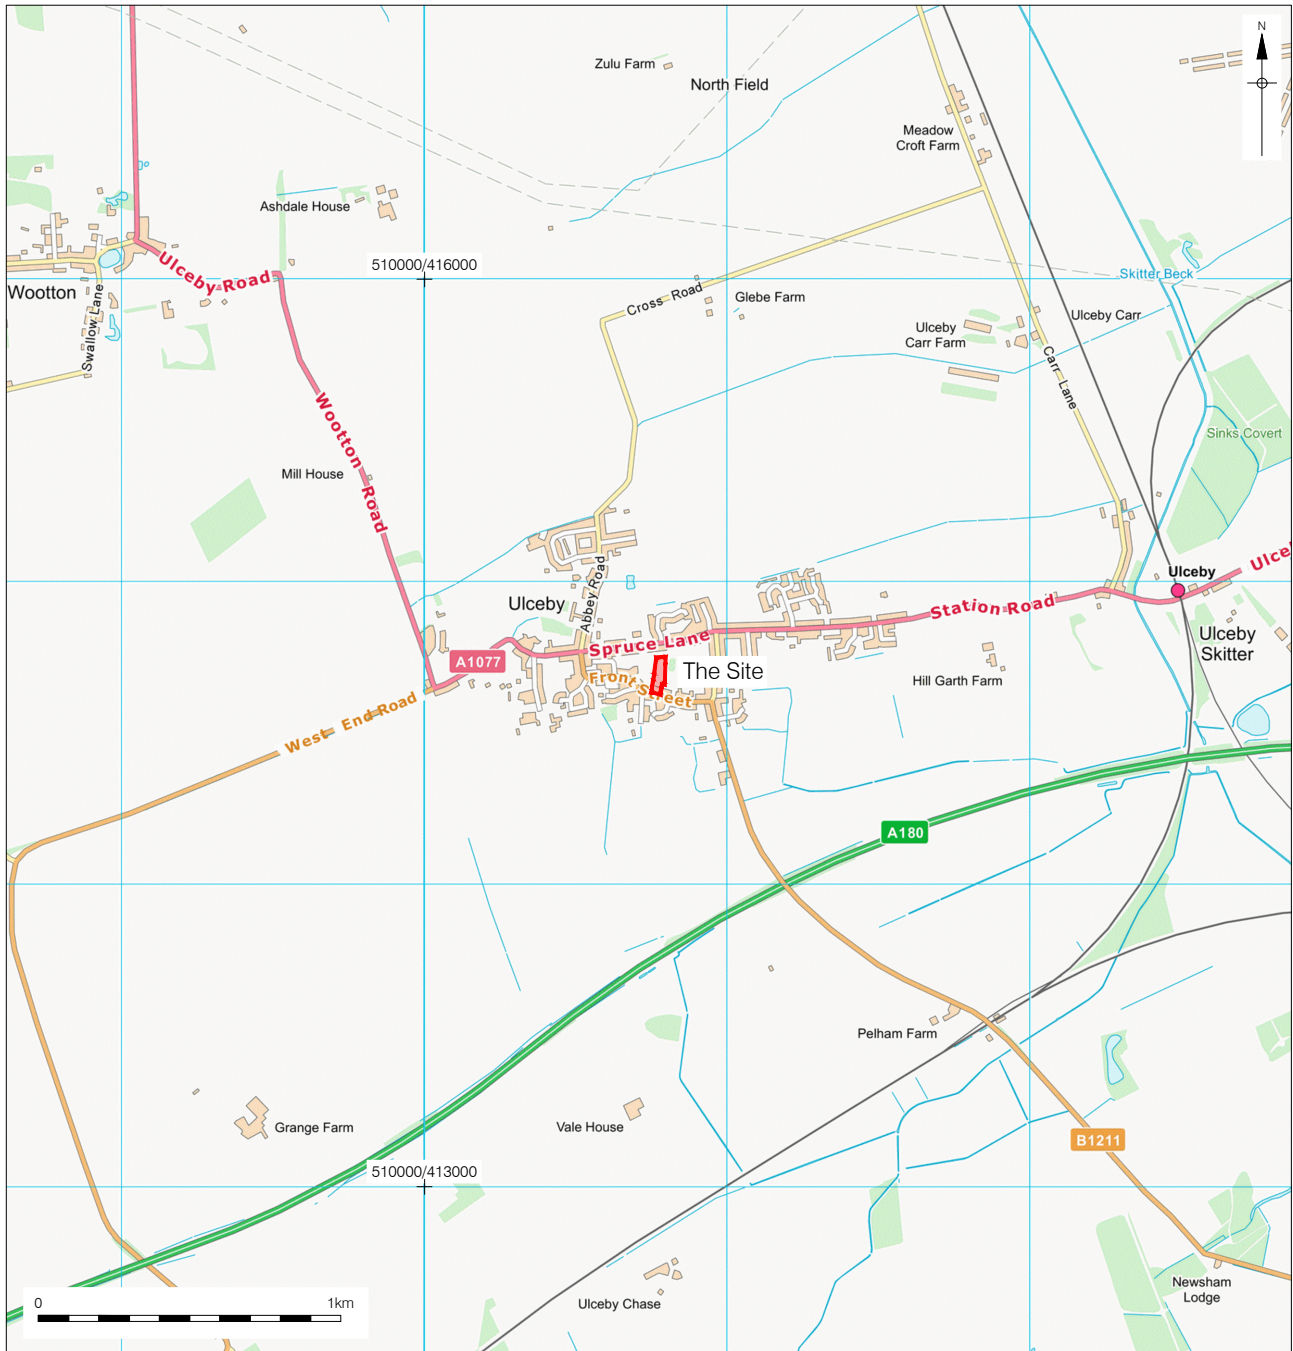 N
Zulu Farm
North Field
Meadow
Croft Farm
Ashdale House
Ulceby Road
510000/416000
Skitter Beck
Wootton
Swallow Lane
Cross Road
Glebe Farm
Ulceby
Carr Farm
Ulceby Carr
Carr Lane
Wootton Road
Sinks Covert
Mill House
Ulceby
Ulce
Abbey Road
Ulceby
Station Road
Spruce Lane
Ulceby
Skitter
A1077
The Site
Front Street
Hill Garth Farm
West End Road
A180
Pelham Farm
Grange Farm
Vale House
B1211
510000/413000
Newsham
Lodge
Ulceby Chase
0 1km